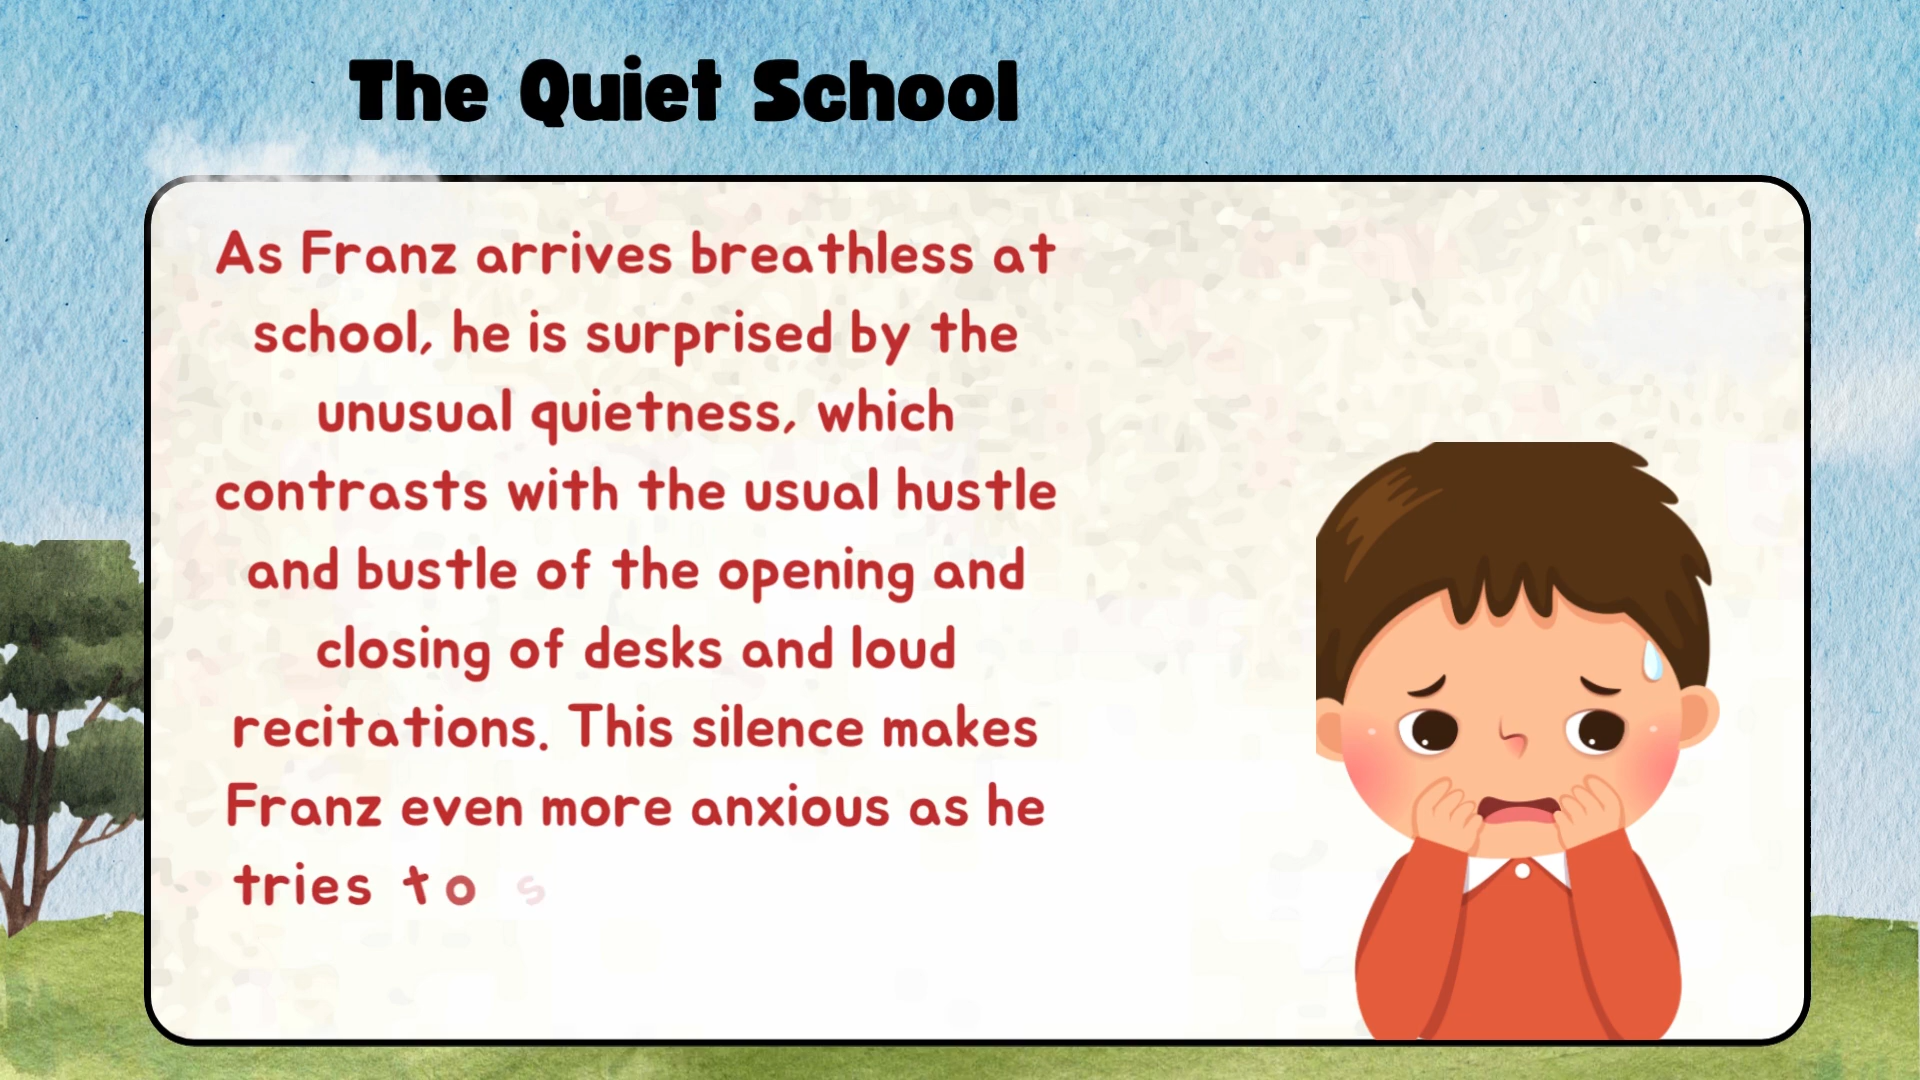 The Quiet School
As Franz arrives breathless at
school, he is surprised by the
unusual quietness, which
contrasts with the usual hustle
and bustle of the opening and
closing of desks and loud
recitations. This silence makes
Franz even more anxious as he
tries to s